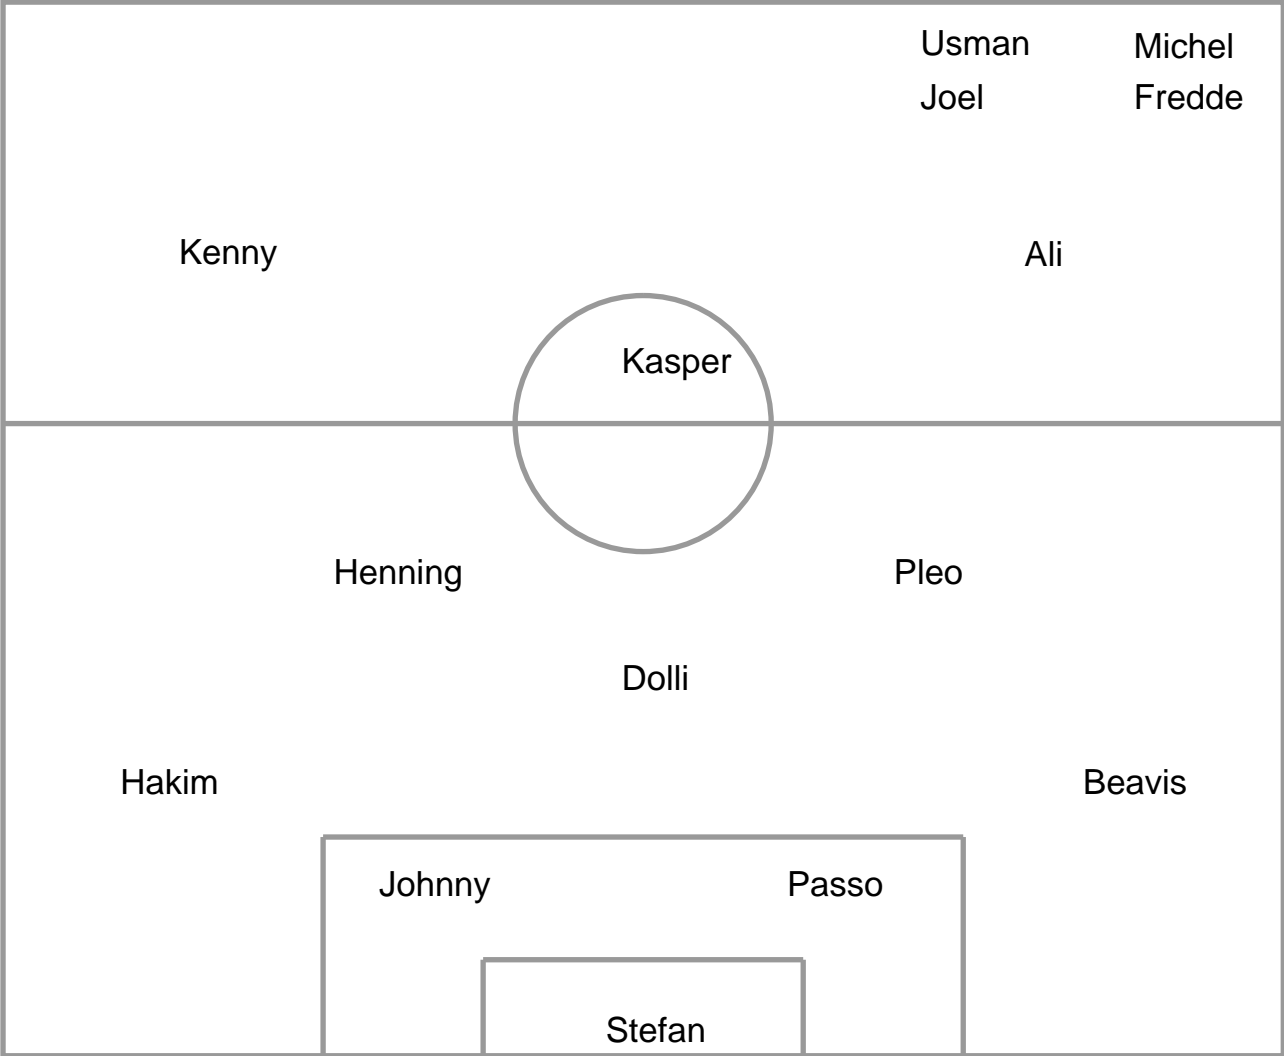 Usman Michel
Joel Fredde
Kenny Ali
Kasper
Henning Pleo
Dolli
Hakim Beavis
Johnny Passo
Stefan